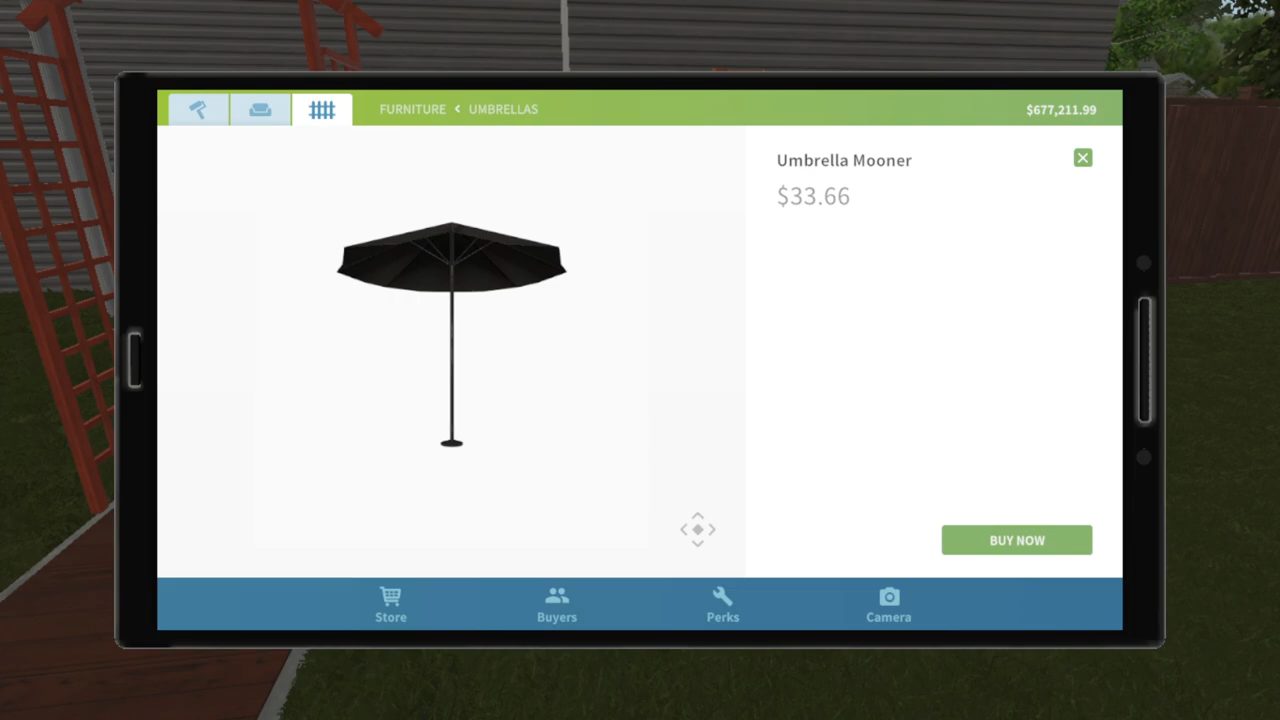 FURNITURE < UMBRELLAS
$677,211.99
Umbrella Mooner
$33.66
BUY NOW
Store
Buyers
Perks
Camera